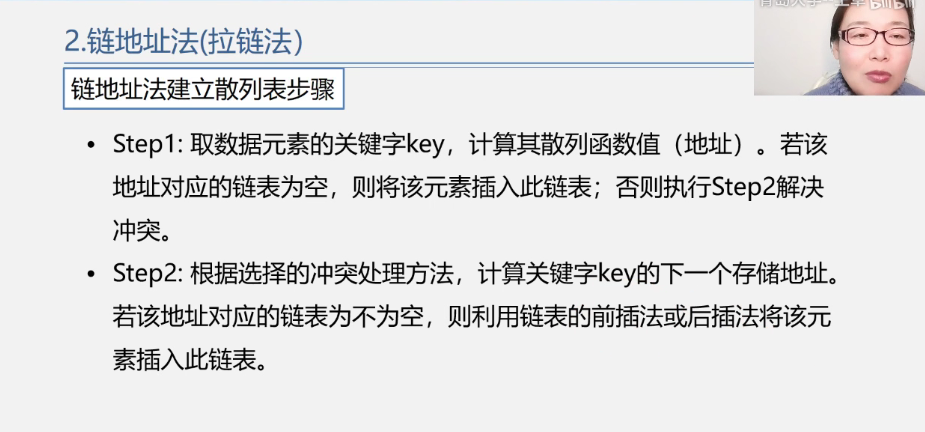 2.链地址法(拉链法）
链地址法建立散列表步骤
• Step1: 取数据元素的关键字key，计算其散列函数值（地址）。若该
地址对应的链表为空，则将该元素插入此链表；否则执行Step2解决
冲突。
• Step2: 根据选择的冲突处理方法，计算关键字key的下一个存储地址。
若该地址对应的链表为不为空，则利用链表的前插法或后插法将该元
素插入此链表。